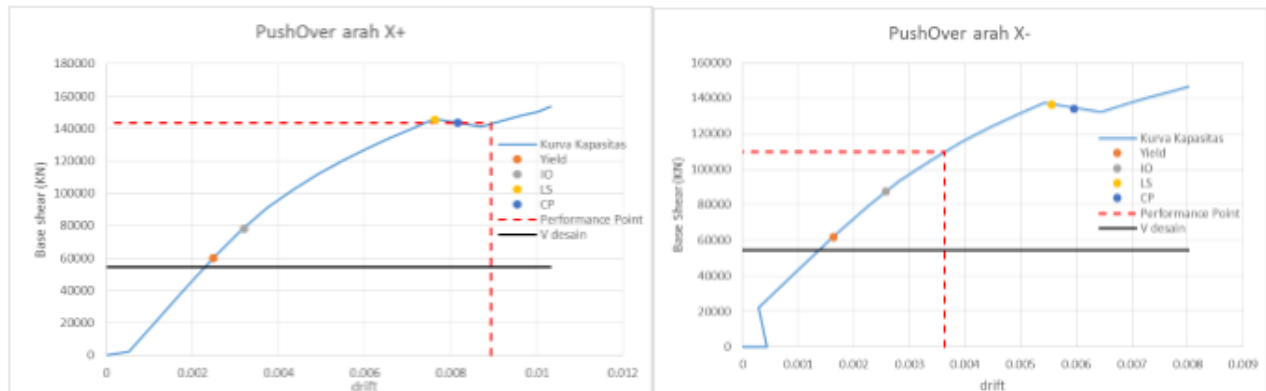 PushOver arah X+
Base shear (KN)
180000
160000
140000
120000
100000
80000
60000
40000
20000
0
0
0.002
0.004
0.006
0.008
0.01
0.012
drift
Kurva Kapasitas
Yield
IO
LS
CP
Performance Point
V desain
PushOver arah X-
Base Shear (KN)
160000
140000
120000
100000
80000
60000
40000
20000
0
0
0.001
0.002
0.003
0.004
0.005
0.006
0.007
0.008
0.009
drift
Kurva Kapasitas
Yield
IO
LS
CP
Performance Point
V desain